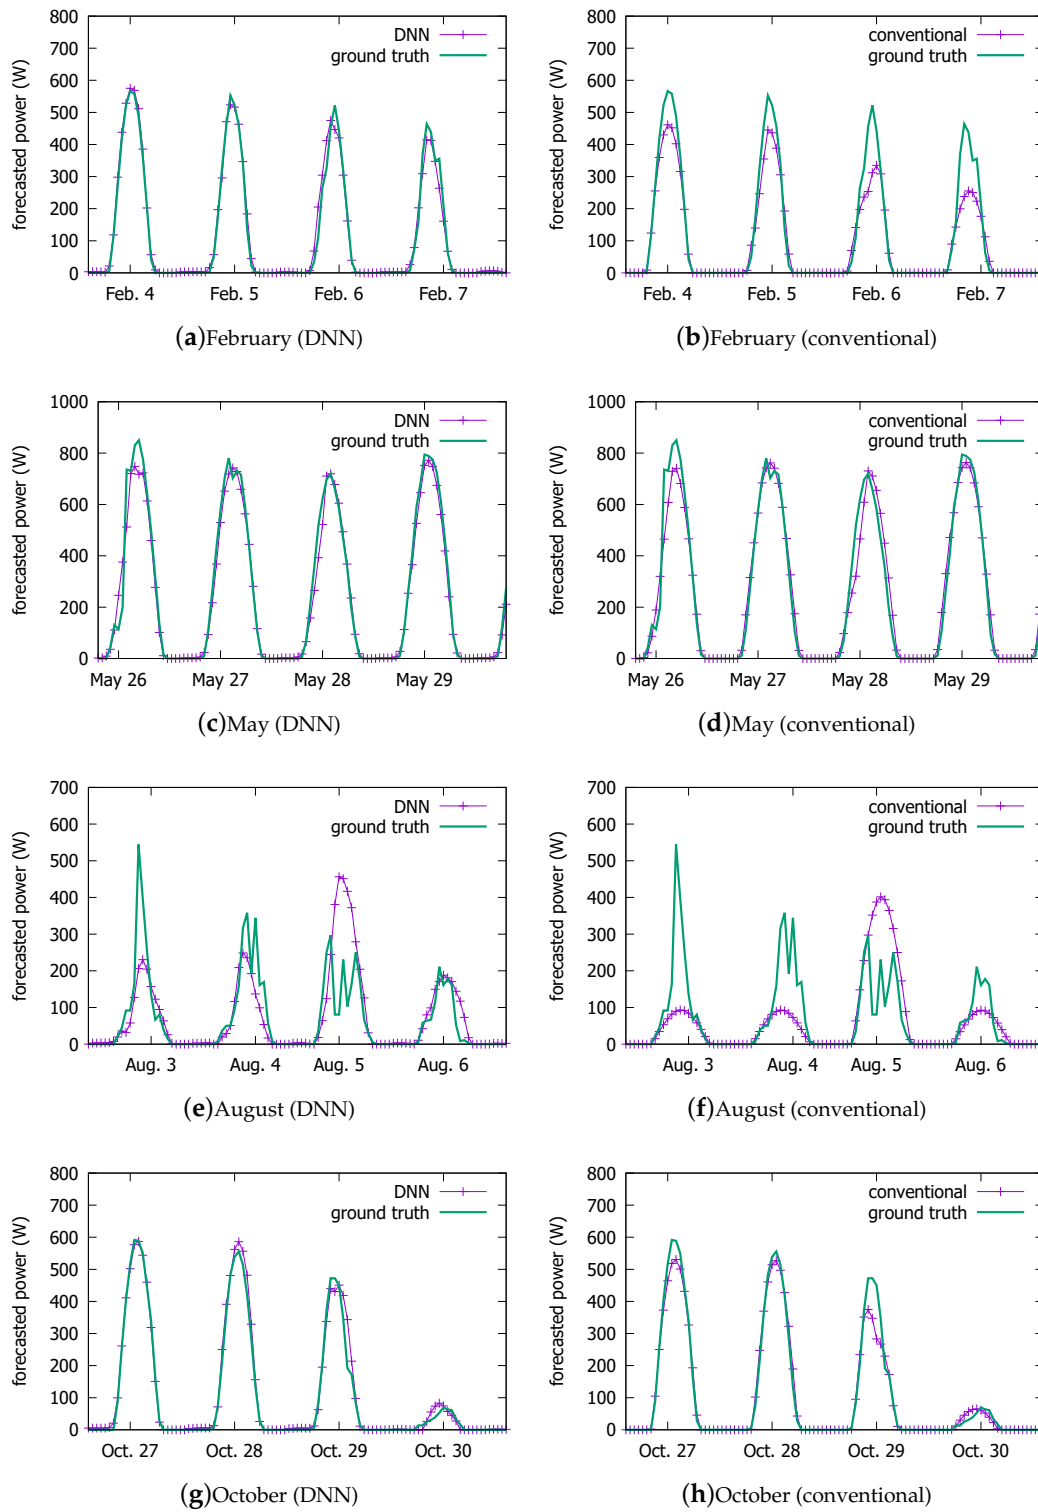 800
700
600
500
400
300
200
100
0
forecasted power (W)
DNN
ground truth
Feb. 4 Feb. 5 Feb. 6 Feb. 7
(a)February (DNN)
800
700
600
500
400
300
200
100
0
forecasted power (W)
conventional
ground truth
Feb. 4 Feb. 5 Feb. 6 Feb. 7
(b)February (conventional)
1000
800
600
400
200
0
forecasted power (W)
DNN
ground truth
May 26 May 27 May 28 May 29
(c)May (DNN)
1000
800
600
400
200
0
forecasted power (W)
conventional
ground truth
May 26 May 27 May 28 May 29
(d)May (conventional)
700
600
500
400
300
200
100
0
forecasted power (W)
DNN
ground truth
Aug. 3 Aug. 4 Aug. 5 Aug. 6
(e)August (DNN)
700
600
500
400
300
200
100
0
forecasted power (W)
conventional
ground truth
Aug. 3 Aug. 4 Aug. 5 Aug. 6
(f)August (conventional)
800
700
600
500
400
300
200
100
0
forecasted power (W)
DNN
ground truth
Oct. 27 Oct. 28 Oct. 29 Oct. 30
(g)October (DNN)
800
700
600
500
400
300
200
100
0
forecasted power (W)
conventional
ground truth
Oct. 27 Oct. 28 Oct. 29 Oct. 30
(h)October (conventional)